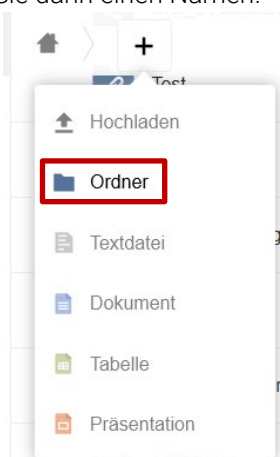 Sie dann einen Namen.
+
Test
Hochladen
Ordner
Textdatei
Dokument
Tabelle
Präsentation